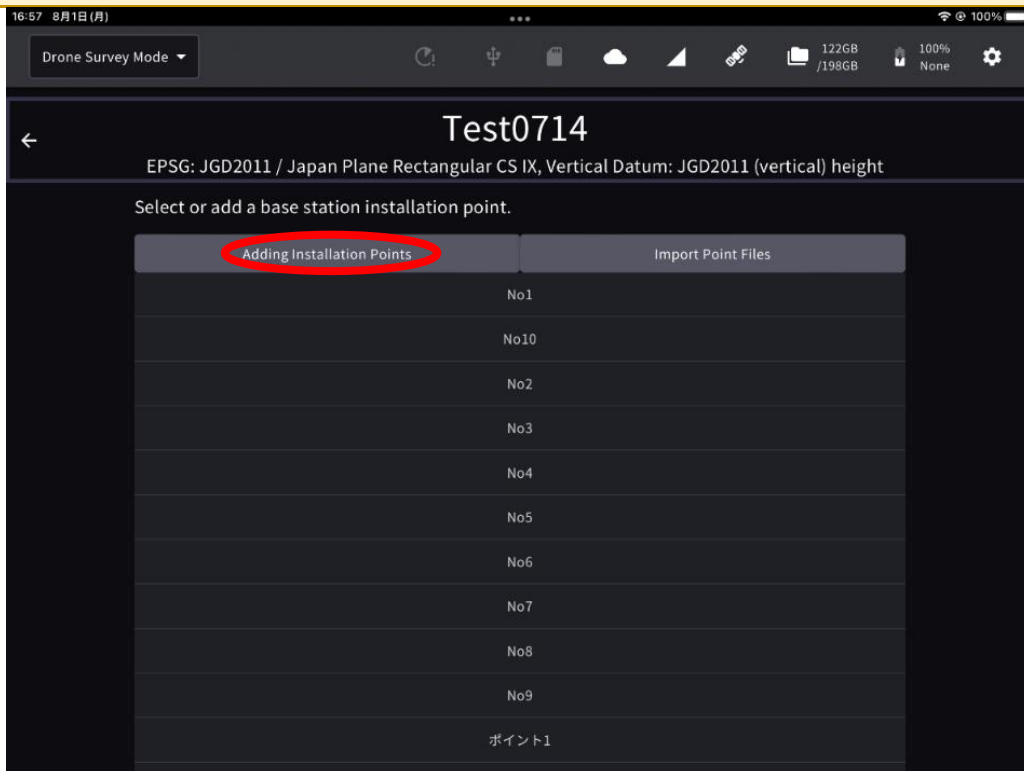 16:57 8月1日(月)
100%
Drone Survey Mode
122GB
/198GB
100%
None
Test0714
EPSG: JGD2011 / Japan Plane Rectangular CS IX, Vertical Datum: JGD2011 (vertical) height
Select or add a base station installation point.
Adding Installation Points
Import Point Files
No1
No10
No2
No3
No4
No5
No6
No7
No8
No9
ポイント1